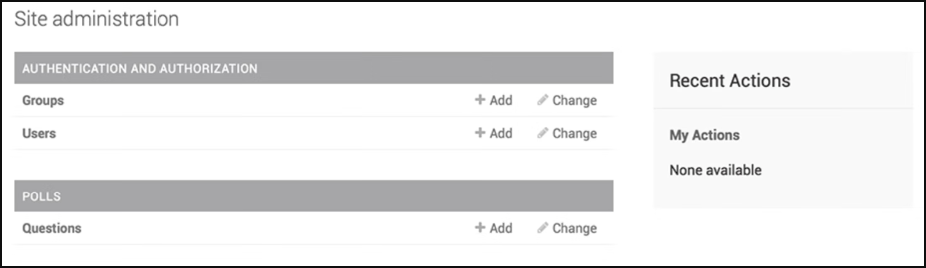 Site administration
AUTHENTICATION AND AUTHORIZATION
Groups + Add Change
Users + Add Change
POLLS
Questions + Add Change
Recent Actions
My Actions
None available